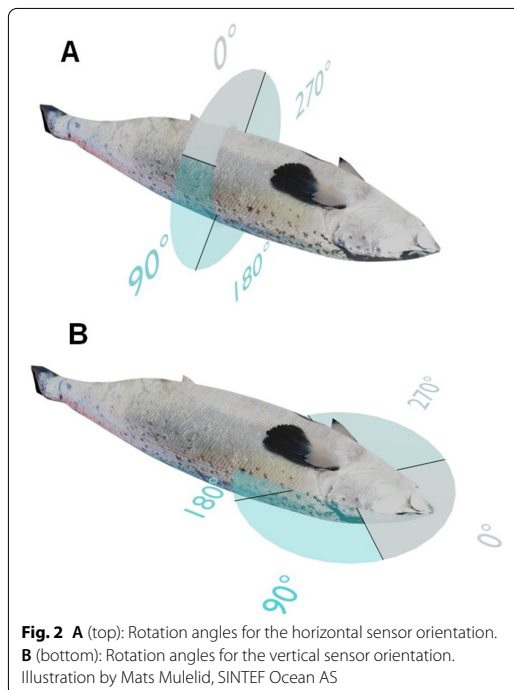 A
0°
270°
90°
180°
B
270°
180°
0°
90°
Fig. 2 A (top): Rotation angles for the horizontal sensor orientation.
B (bottom): Rotation angles for the vertical sensor orientation.
Illustration by Mats Mulelid, SINTEF Ocean AS